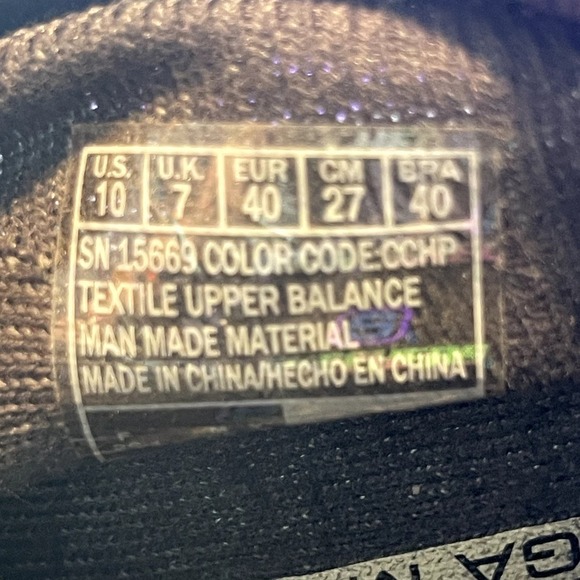 U.S. U.K. EUR CM BRA
10 7 40 27 40
SN 15669 COLOR CODE:CCHP
TEXTILE UPPER BALANCE
MAN MADE MATERIAL
MADE IN CHINA/HECHO EN CHINA